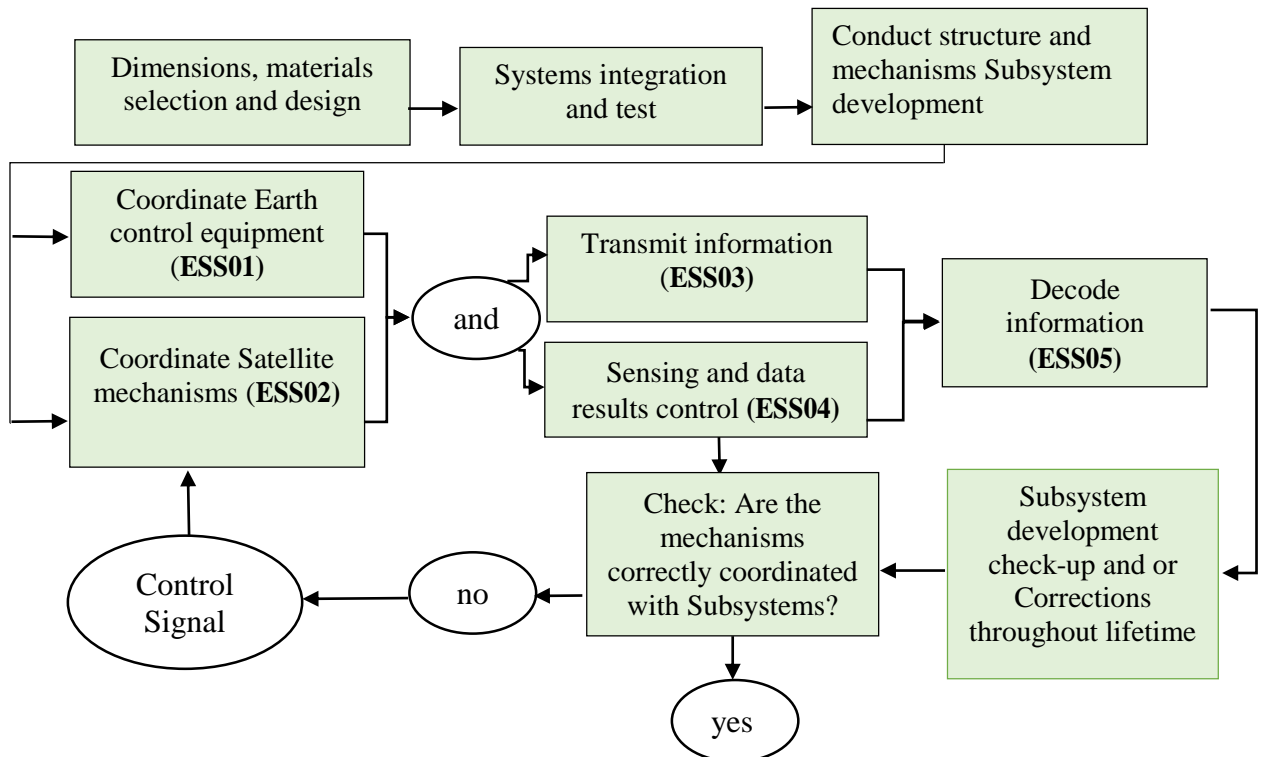 Dimensions, materials
selection and design
Systems integration
and test
Conduct structure and
mechanisms Subsystem
development
Coordinate Earth
control equipment
(ESS01)
Coordinate Satellite
mechanisms (ESS02)
and
Transmit information
(ESS03)
Sensing and data
results control (ESS04)
Decode
information
(ESS05)
Subsystem
development
check-up and or
Corrections
throughout lifetime
Check: Are the
mechanisms
correctly coordinated
with Subsystems?
no
Control
Signal
yes